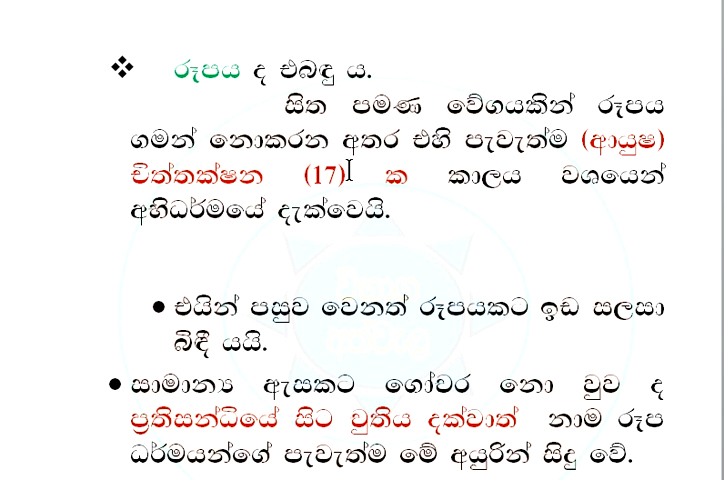 ❖ රූපය ද එබඳු ය.
සිත පමණ වේගයකින් රූපය
ගමන් නොකරන අතර එහි පැවැත්ම (ආයුෂ)
චිත්තක්ෂන (17) ක කාලය වශයෙන්
අභිධර්මයේ දැක්වෙයි.
● එයින් පසුව වෙනත් රූපයකට ඉඩ සලසා
බිඳී යයි.
● සාමාන්‍ය ඇසකට ගෝචර නො වුව ද
ප්‍රතිසන්ධියේ සිට චුතිය දක්වාත් නාම රූප
ධර්මයන්ගේ පැවැත්ම මේ අයුරින් සිදු වේ.